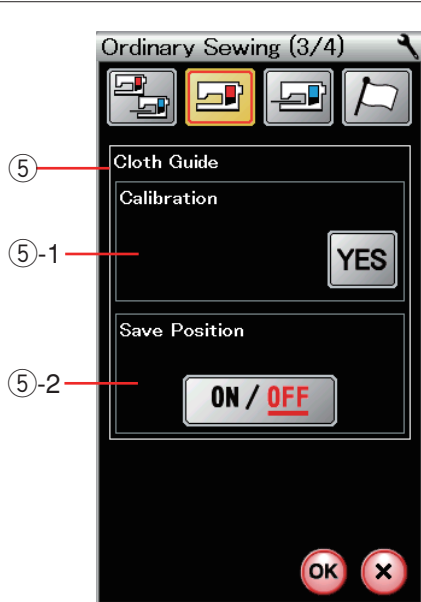 Ordinary Sewing (3/4)
⑤
Cloth Guide
Calibration
⑤-1
YES
Save Position
⑤-2
ON / OFF
OK
×